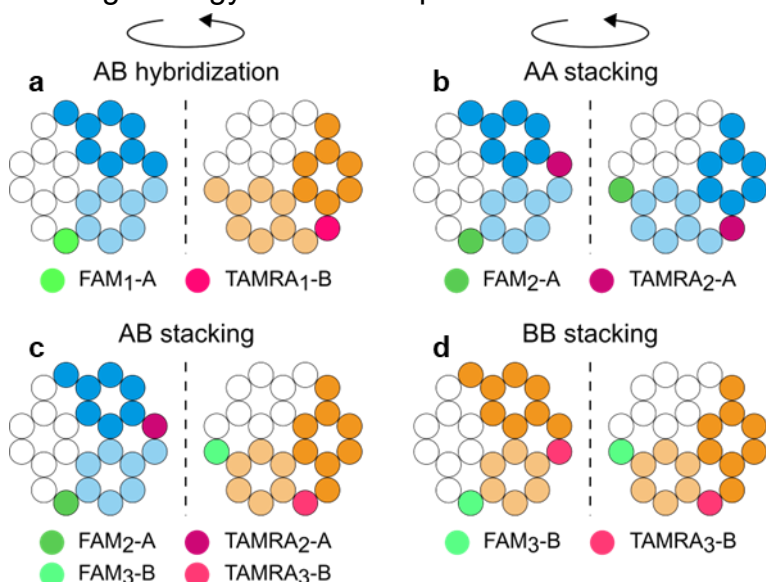 a
AB hybridization
FAM1-A TAMRA1-B
b
AA stacking
FAM2-A TAMRA2-A
c
AB stacking
FAM2-A TAMRA2-A
FAM3-B TAMRA3-B
d
BB stacking
FAM3-B TAMRA3-B